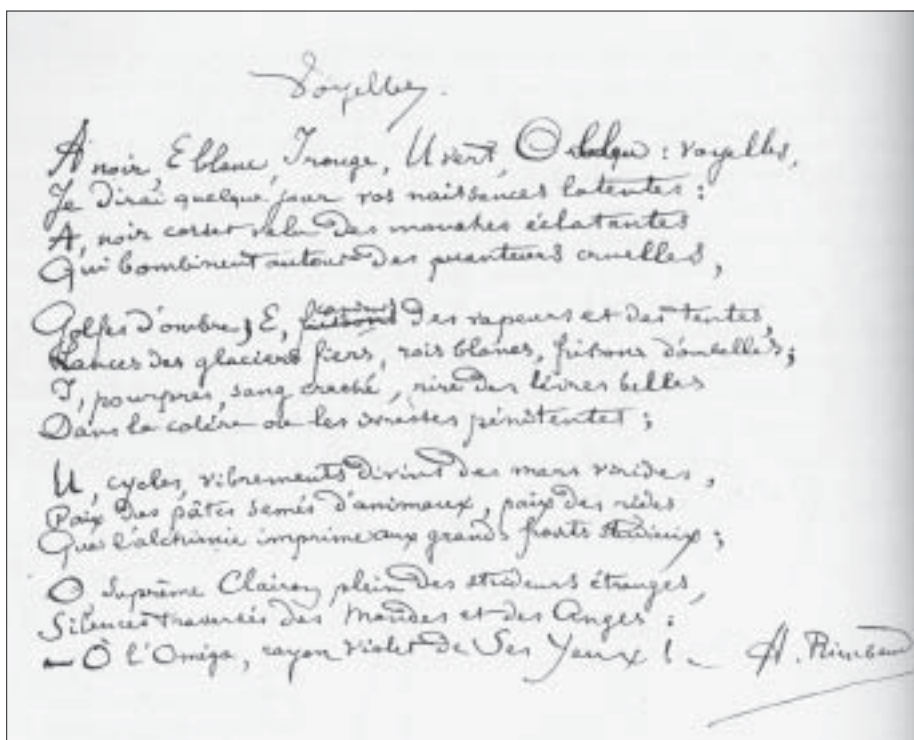 Voyelles.
A noir, E blanc, I rouge, U vert, O bleu : voyelles,
Je dirai quelque jour vos naissances latentes :
A, noir corset velu des mouches éclatantes
Qui bombinent autour des puanteurs cruelles,
Golfes d'ombre ; E, frissons candeurs des vapeurs et des tentes,
Lances des glaciers fiers, rois blancs, frissons d'ombelles ;
I, pourpres, sang craché, rire des lèvres belles
Dans la colère ou les ivresses pénitentes ;
U, cycles, vibrements divins des mers virides,
Paix des pâtis semés d'animaux, paix des rides
Que l'alchimie imprime aux grands fronts studieux ;
O Suprême Clairon plein des strideurs étranges,
Silences traversés des Mondes et des Anges :
— Ô l'Oméga, rayon violet de Ses Yeux ! — A. Rimbaud